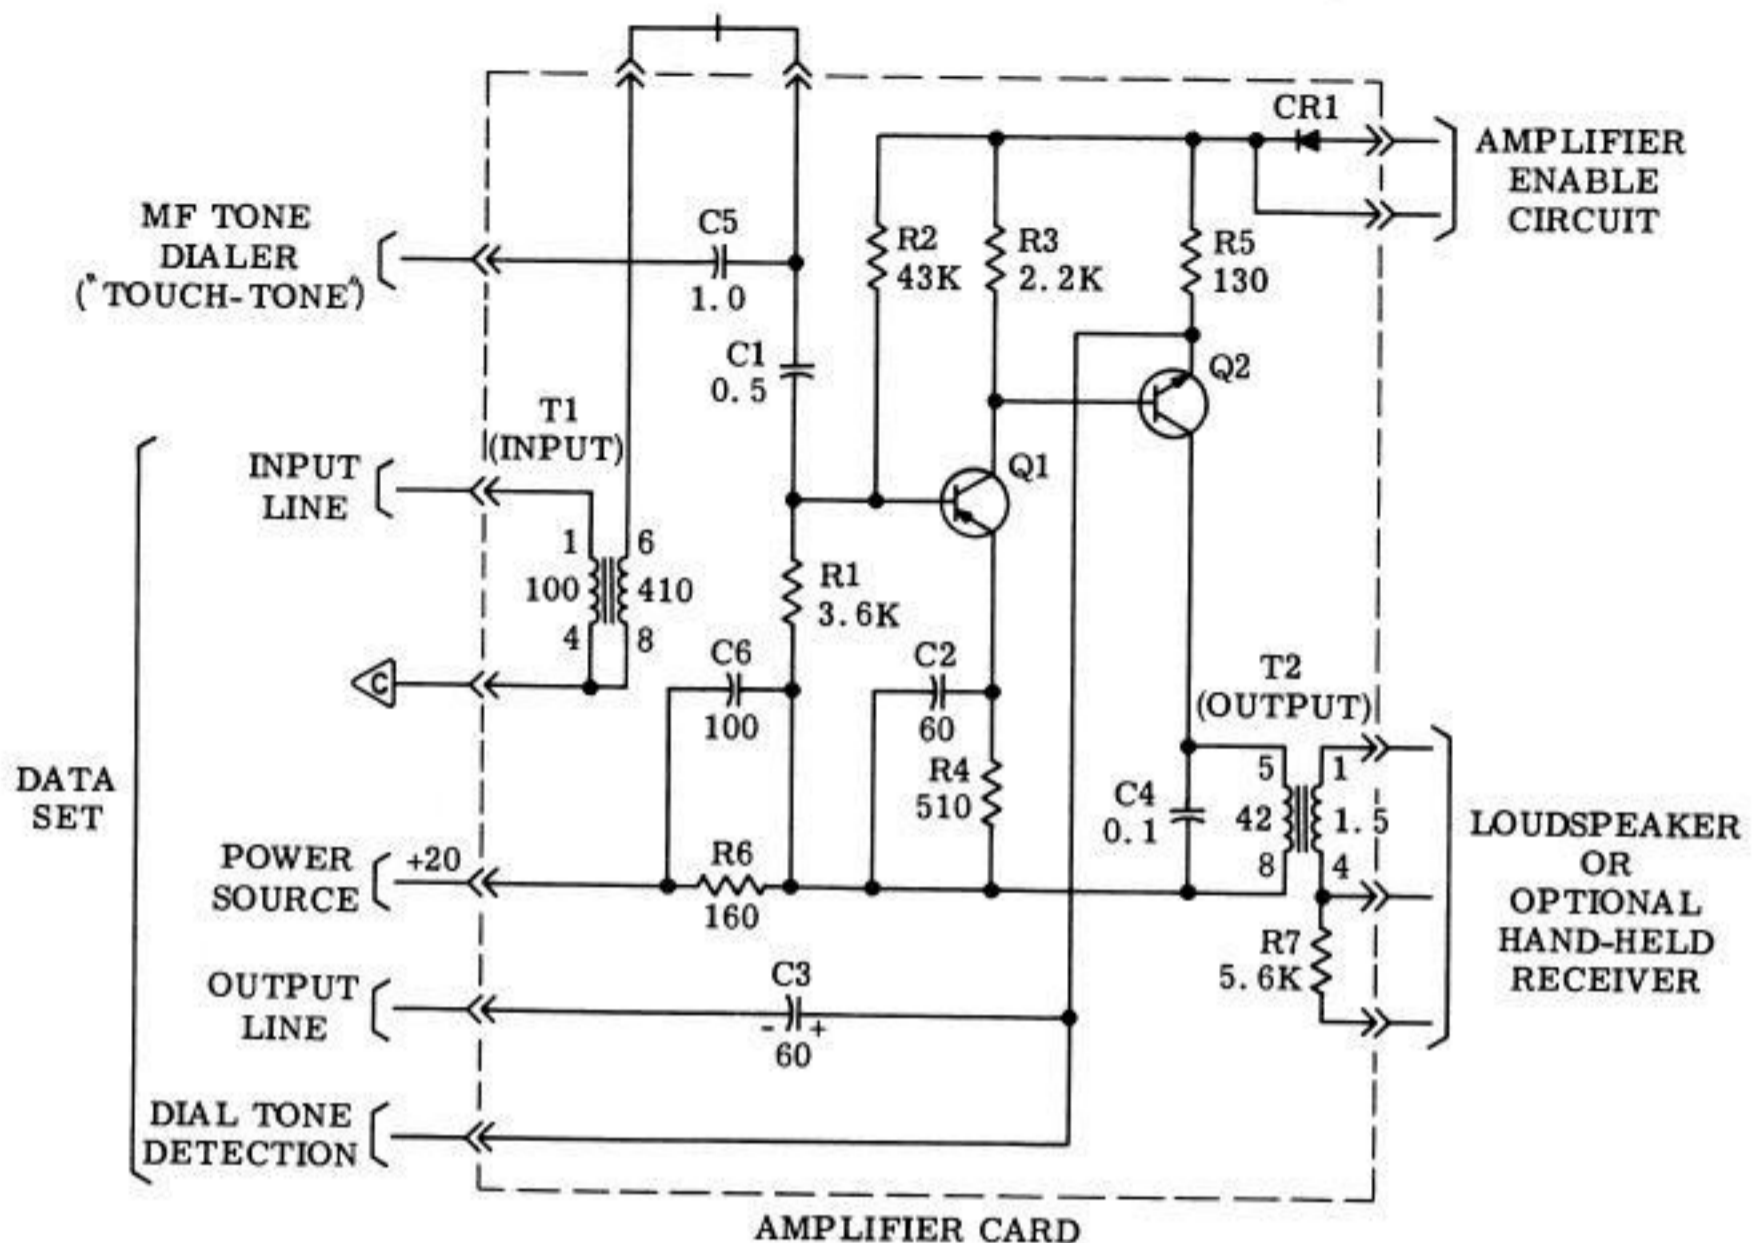 CR1
AMPLIFIER
ENABLE
CIRCUIT
MF TONE
DIALER
("TOUCH-TONE")
C5
1.0
R2
43K
R3
2.2K
R5
130
C1
0.5
Q2
T1
(INPUT)
INPUT
LINE
Q1
1
6
100
410
4
8
R1
3.6K
C
C6
100
C2
60
T2
(OUTPUT)
R4
510
5
1
C4
0.1
42
1.5
8
4
DATA
SET
LOUDSPEAKER
OR
OPTIONAL
HAND-HELD
RECEIVER
POWER
SOURCE
+20
R6
160
R7
5.6K
OUTPUT
LINE
C3
- +
60
DIAL TONE
DETECTION
AMPLIFIER CARD